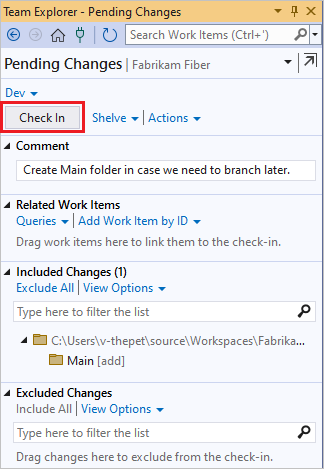 Team Explorer - Pending Changes
Search Work Items (Ctrl+')
Pending Changes | Fabrikam Fiber
Dev
Check In Shelve Actions
Comment
Create Main folder in case we need to branch later.
Related Work Items
Queries | Add Work Item by ID
Drag work items here to link them to the check-in.
Included Changes (1)
Exclude All | View Options
Type here to filter the list
C:\Users\v-thepet\source\Workspaces\Fabrika...
Main [add]
Excluded Changes
Include All | View Options
Type here to filter the list
Drag changes here to exclude from the check-in.